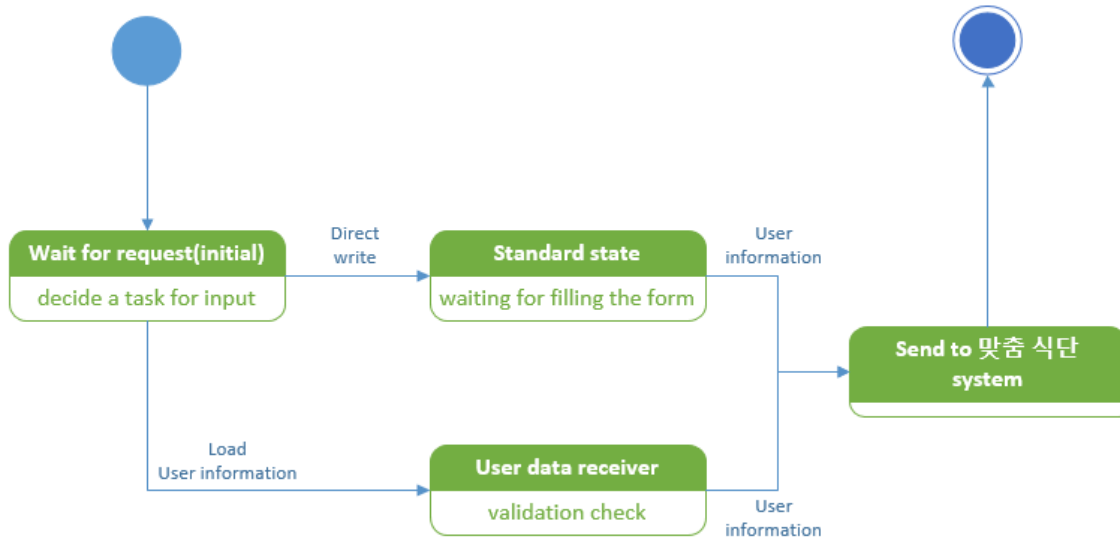 Wait for request(initial)
decide a task for input
Direct
write
Standard state
waiting for filling the form
User
information
Send to 맞춤 식단
system
Load
User information
User data receiver
validation check
User
information